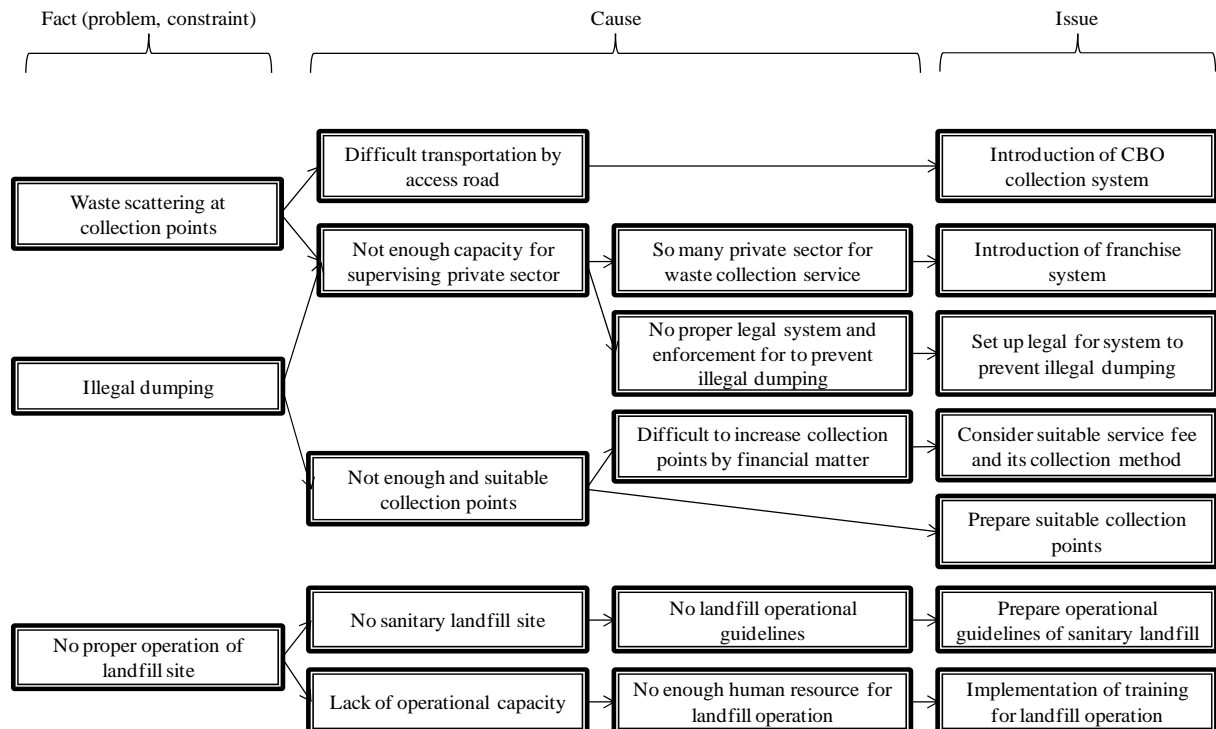 Fact (problem, constraint)
Cause
Issue
Difficult transportation by
access road
Introduction of CBO
collection system
Waste scattering at
collection points
Not enough capacity for
supervising private sector
So many private sector for
waste collection service
Introduction of franchise
system
No proper legal system and
enforcement for to prevent
illegal dumping
Set up legal for system to
prevent illegal dumping
Illegal dumping
Difficult to increase collection
points by financial matter
Consider suitable service fee
and its collection method
Not enough and suitable
collection points
Prepare suitable collection
points
No sanitary landfill site
No landfill operational
guidelines
Prepare operational
guidelines of sanitary landfill
No proper operation of
landfill site
Lack of operational capacity
No enough human resource for
landfill operation
Implementation of training
for landfill operation